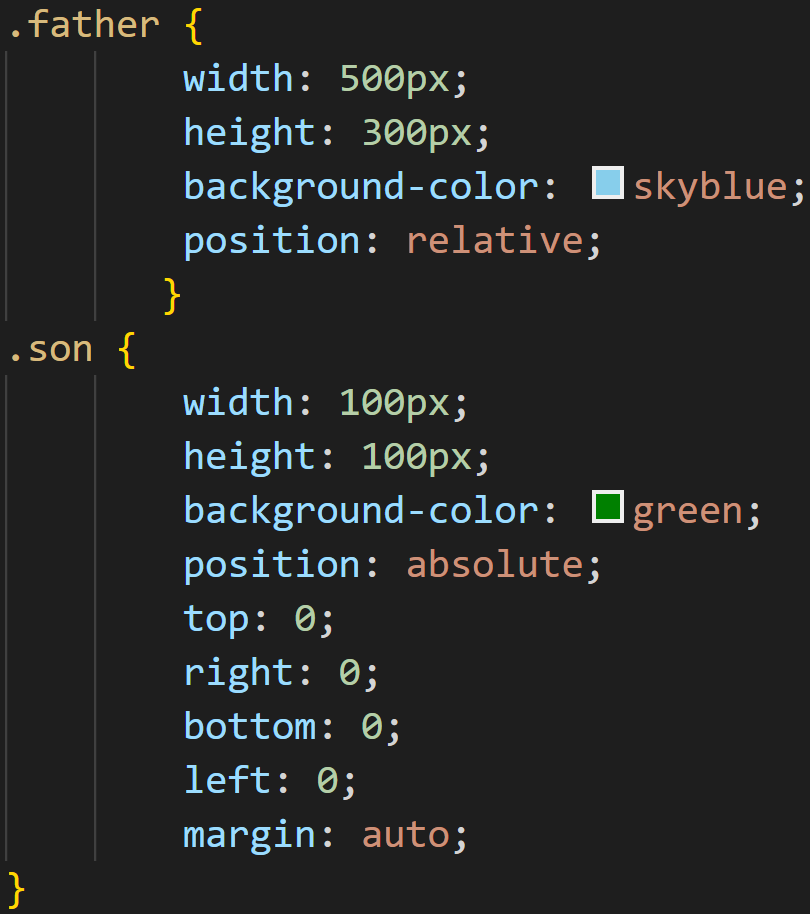 .father {
width: 500px;
height: 300px;
background-color: skyblue;
position: relative;
}
.son {
width: 100px;
height: 100px;
background-color: green;
position: absolute;
top: 0;
right: 0;
bottom: 0;
left: 0;
margin: auto;
}